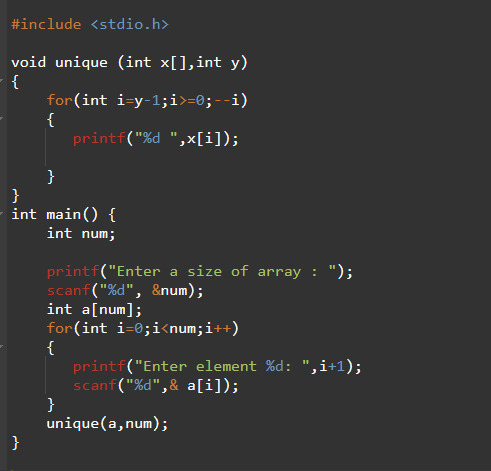 #include <stdio.h>
void unique (int x[],int y)
{
for(int i=y-1;i>=0;--i)
{
printf("%d ",x[i]);
}
}
int main() {
int num;
printf("Enter a size of array : ");
scanf("%d", &num);
int a[num];
for(int i=0;i<num;i++)
{
printf("Enter element %d: ",i+1);
scanf("%d",& a[i]);
}
unique(a,num);
}